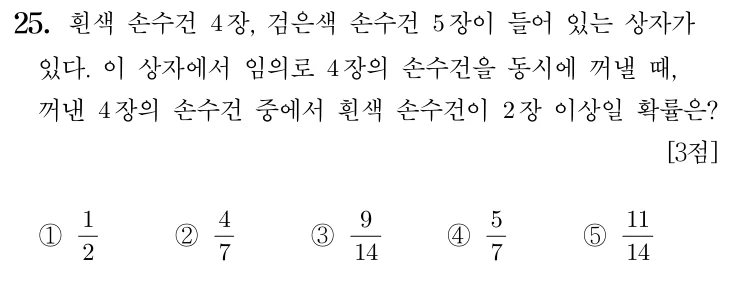 25. 흰색 손수건 4장, 검은색 손수건 5장이 들어 있는 상자가
있다. 이 상자에서 임의로 4장의 손수건을 동시에 꺼낼 때,
꺼낸 4장의 손수건 중에서 흰색 손수건이 2장 이상일 확률은?
[3점]
① 1/2 ② 4/7 ③ 9/14 ④ 5/7 ⑤ 11/14